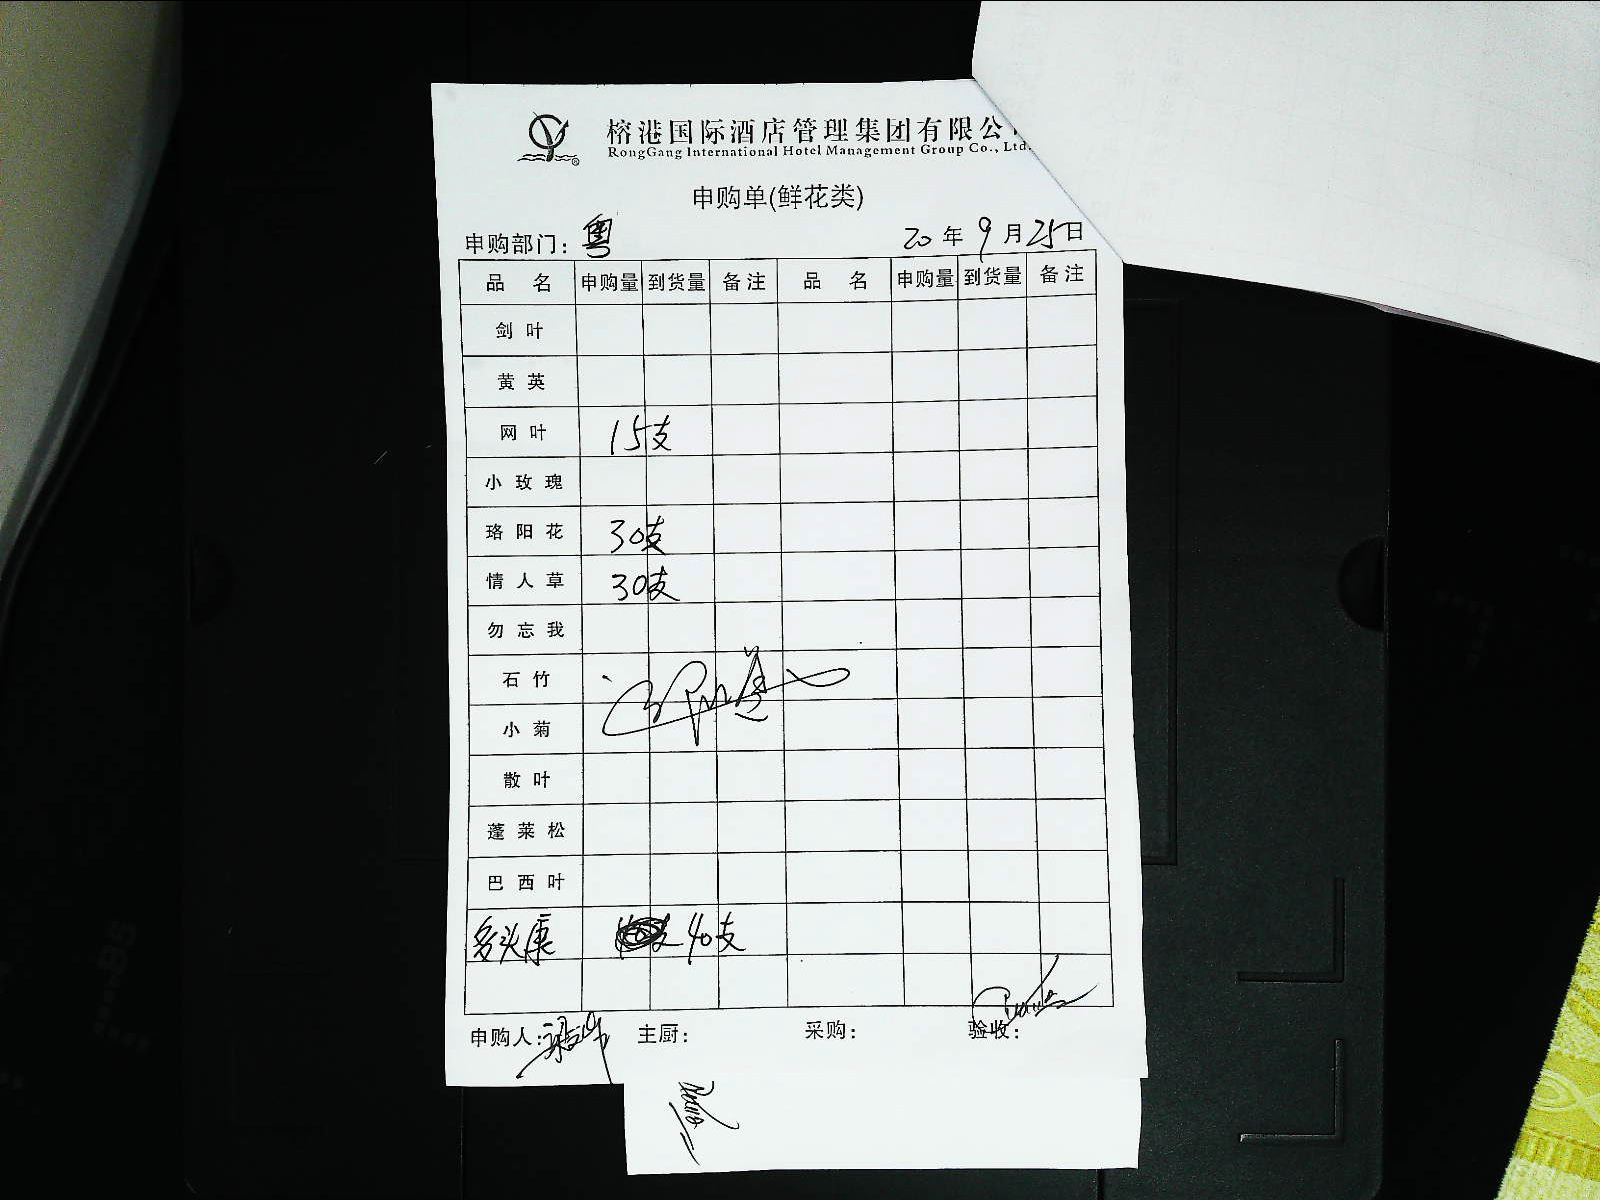 榕港国际酒店管理集团有限公
RongGang International Hotel Management Group Co., Ltd.
申购单(鲜花类)
申购部门：粤 20年9月25日
品名 申购量 到货量 备注 品名 申购量 到货量 备注
剑叶
黄英
网叶 15支
小玫瑰
珞阳花 30支
情人草 30支
勿忘我
石竹
小菊
散叶
蓬莱松
巴西叶
多头康 40支
申购人： 主厨： 采购： 验收：